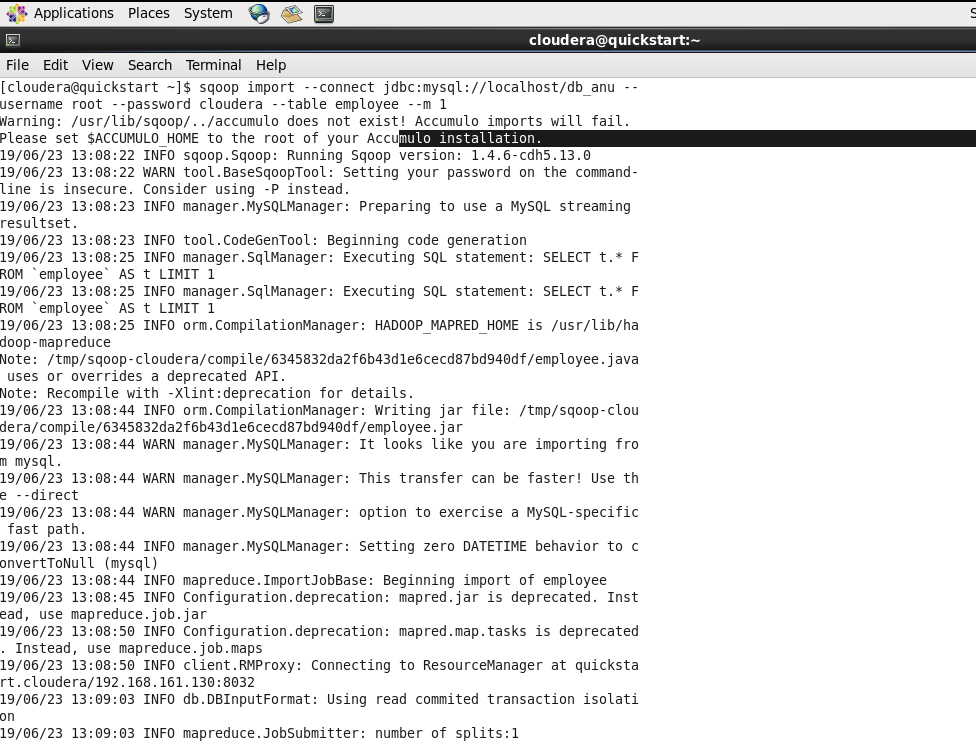 Applications Places System S
cloudera@quickstart:~
File Edit View Search Terminal Help
[cloudera@quickstart ~]$ sqoop import --connect jdbc:mysql://localhost/db_anu --
username root --password cloudera --table employee --m 1
Warning: /usr/lib/sqoop/../accumulo does not exist! Accumulo imports will fail.
Please set $ACCUMULO_HOME to the root of your Accumulo installation.
19/06/23 13:08:22 INFO sqoop.Sqoop: Running Sqoop version: 1.4.6-cdh5.13.0
19/06/23 13:08:22 WARN tool.BaseSqoopTool: Setting your password on the command-
line is insecure. Consider using -P instead.
19/06/23 13:08:23 INFO manager.MySQLManager: Preparing to use a MySQL streaming
resultset.
19/06/23 13:08:23 INFO tool.CodeGenTool: Beginning code generation
19/06/23 13:08:25 INFO manager.SqlManager: Executing SQL statement: SELECT t.* F
ROM `employee` AS t LIMIT 1
19/06/23 13:08:25 INFO manager.SqlManager: Executing SQL statement: SELECT t.* F
ROM `employee` AS t LIMIT 1
19/06/23 13:08:25 INFO orm.CompilationManager: HADOOP_MAPRED_HOME is /usr/lib/ha
doop-mapreduce
Note: /tmp/sqoop-cloudera/compile/6345832da2f6b43d1e6cecd87bd940df/employee.java
 uses or overrides a deprecated API.
Note: Recompile with -Xlint:deprecation for details.
19/06/23 13:08:44 INFO orm.CompilationManager: Writing jar file: /tmp/sqoop-clou
dera/compile/6345832da2f6b43d1e6cecd87bd940df/employee.jar
19/06/23 13:08:44 WARN manager.MySQLManager: It looks like you are importing fro
m mysql.
19/06/23 13:08:44 WARN manager.MySQLManager: This transfer can be faster! Use th
e --direct
19/06/23 13:08:44 WARN manager.MySQLManager: option to exercise a MySQL-specific
 fast path.
19/06/23 13:08:44 INFO manager.MySQLManager: Setting zero DATETIME behavior to c
onvertToNull (mysql)
19/06/23 13:08:44 INFO mapreduce.ImportJobBase: Beginning import of employee
19/06/23 13:08:45 INFO Configuration.deprecation: mapred.jar is deprecated. Inst
ead, use mapreduce.job.jar
19/06/23 13:08:50 INFO Configuration.deprecation: mapred.map.tasks is deprecated
. Instead, use mapreduce.job.maps
19/06/23 13:08:50 INFO client.RMProxy: Connecting to ResourceManager at quicksta
rt.cloudera/192.168.161.130:8032
19/06/23 13:09:03 INFO db.DBInputFormat: Using read commited transaction isolati
on
19/06/23 13:09:03 INFO mapreduce.JobSubmitter: number of splits:1